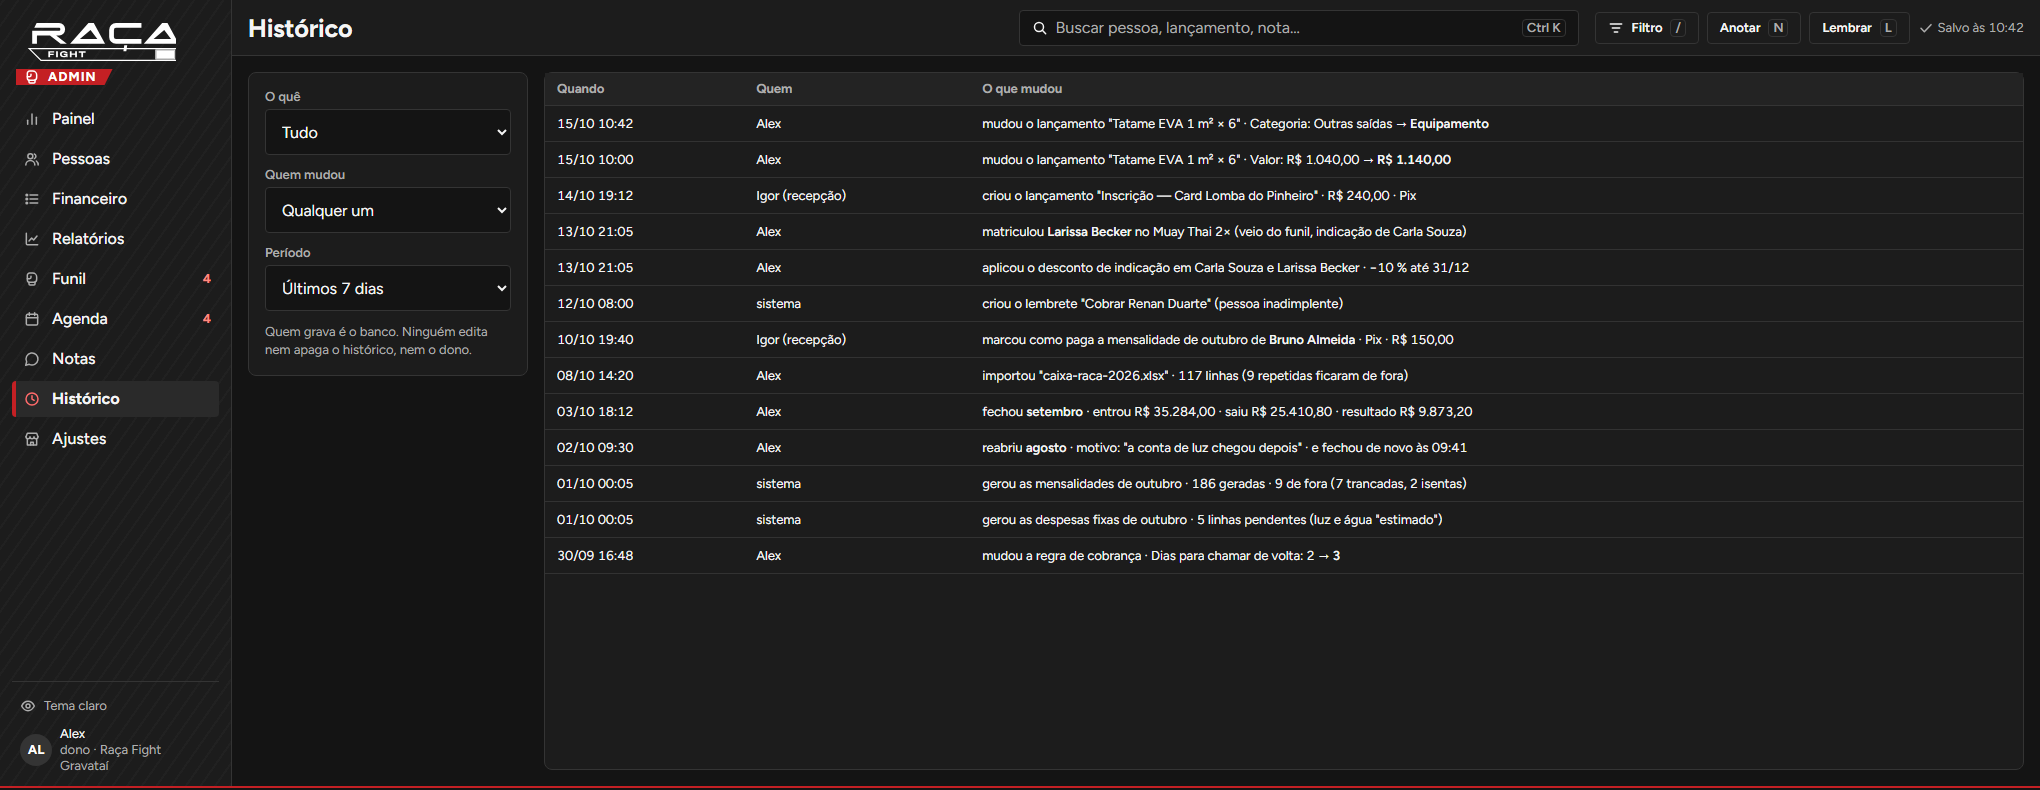 RAÇA
FIGHT
ADMIN
Painel
Pessoas
Financeiro
Relatórios
Funil 4
Agenda 4
Notas
Histórico
Ajustes
Tema claro
AL
Alex
dono · Raça Fight
Gravataí
Histórico
Buscar pessoa, lançamento, nota... Ctrl K
Filtro /
Anotar N
Lembrar L
Salvo às 10:42
O quê
Tudo
Quem mudou
Qualquer um
Período
Últimos 7 dias
Quem grava é o banco. Ninguém edita
nem apaga o histórico, nem o dono.
Quando Quem O que mudou
15/10 10:42 Alex mudou o lançamento "Tatame EVA 1 m² × 6" · Categoria: Outras saídas → Equipamento
15/10 10:00 Alex mudou o lançamento "Tatame EVA 1 m² × 6" · Valor: R$ 1.040,00 → R$ 1.140,00
14/10 19:12 Igor (recepção) criou o lançamento "Inscrição — Card Lomba do Pinheiro" · R$ 240,00 · Pix
13/10 21:05 Alex matriculou Larissa Becker no Muay Thai 2× (veio do funil, indicação de Carla Souza)
13/10 21:05 Alex aplicou o desconto de indicação em Carla Souza e Larissa Becker · −10 % até 31/12
12/10 08:00 sistema criou o lembrete "Cobrar Renan Duarte" (pessoa inadimplente)
10/10 19:40 Igor (recepção) marcou como paga a mensalidade de outubro de Bruno Almeida · Pix · R$ 150,00
08/10 14:20 Alex importou "caixa-raca-2026.xlsx" · 117 linhas (9 repetidas ficaram de fora)
03/10 18:12 Alex fechou setembro · entrou R$ 35.284,00 · saiu R$ 25.410,80 · resultado R$ 9.873,20
02/10 09:30 Alex reabriu agosto · motivo: "a conta de luz chegou depois" · e fechou de novo às 09:41
01/10 00:05 sistema gerou as mensalidades de outubro · 186 geradas · 9 de fora (7 trancadas, 2 isentas)
01/10 00:05 sistema gerou as despesas fixas de outubro · 5 linhas pendentes (luz e água "estimado")
30/09 16:48 Alex mudou a regra de cobrança · Dias para chamar de volta: 2 → 3